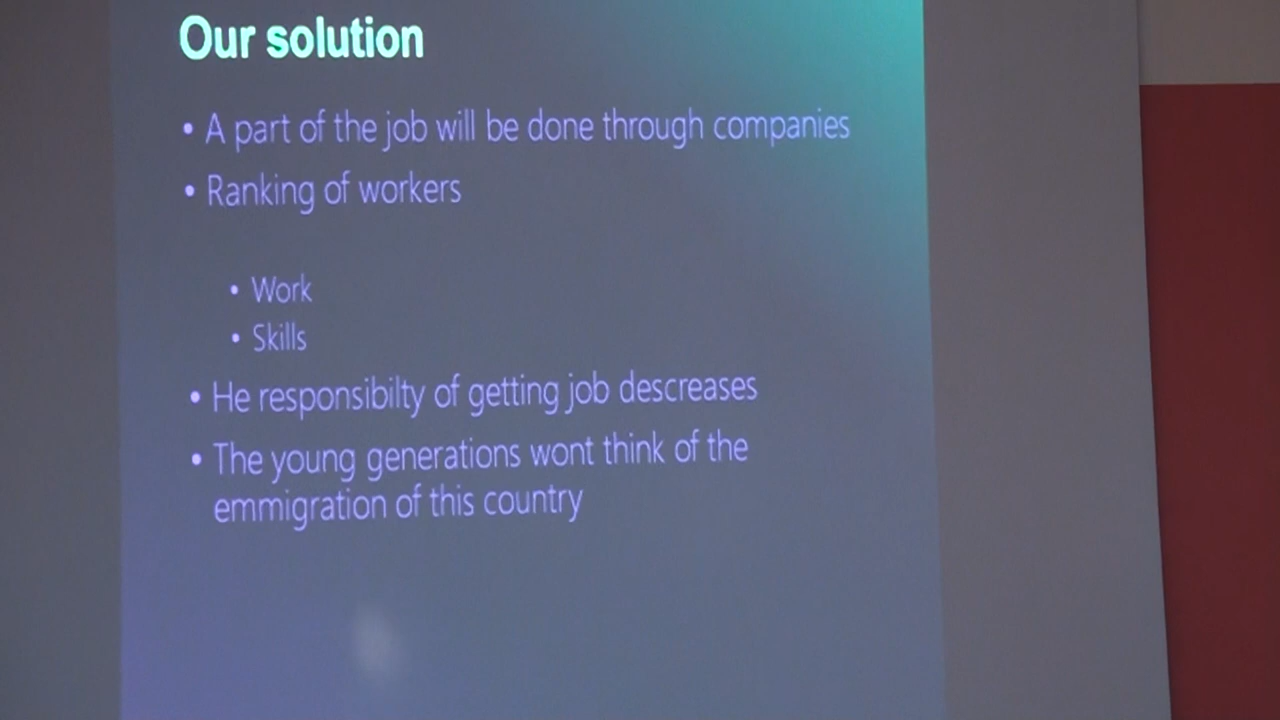 Our solution
• A part of the job will be done through companies
• Ranking of workers
• Work
• Skills
• He responsibilty of getting job descreases
• The young generations wont think of the
emmigration of this country